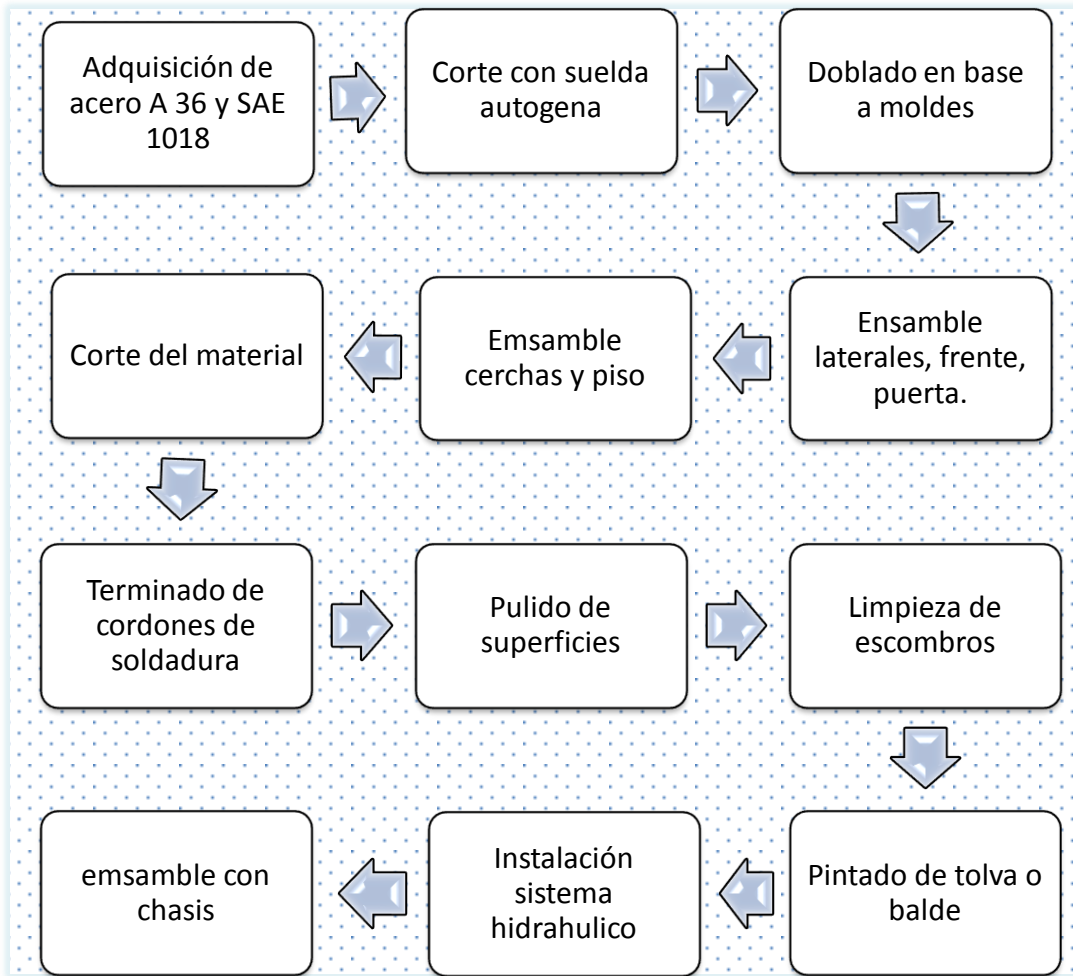 Adquisición de
acero A 36 y SAE
1018
Corte con suelda
autogena
Doblado en base
a moldes
Ensamble
laterales, frente,
puerta.
Emsamble
cerchas y piso
Corte del material
Terminado de
cordones de
soldadura
Pulido de
superficies
Limpieza de
escombros
Pintado de tolva o
balde
Instalación
sistema
hidrahulico
emsamble con
chasis